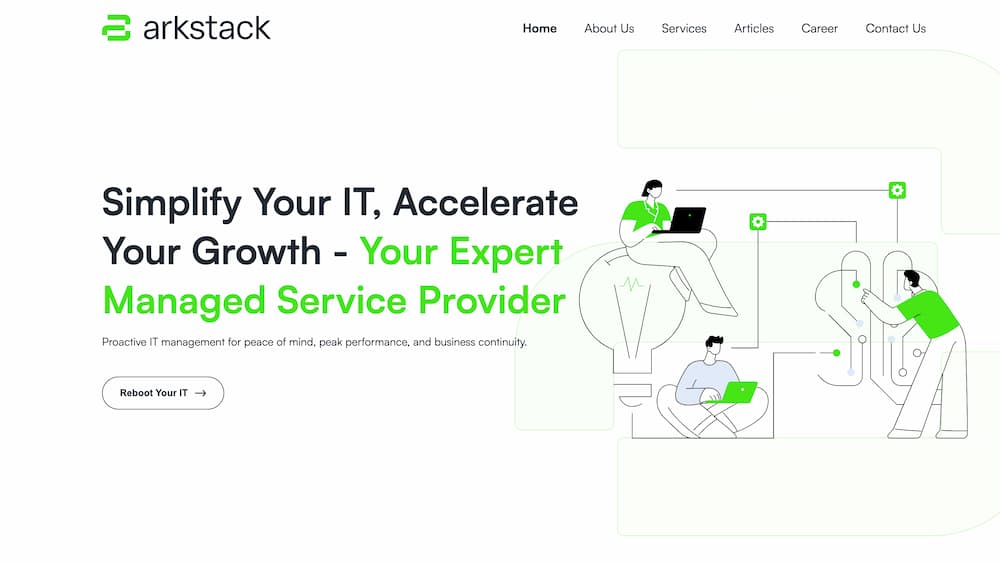 arkstack
Home About Us Services Articles Career Contact Us
Simplify Your IT, Accelerate
Your Growth - Your Expert
Managed Service Provider
Proactive IT management for peace of mind, peak performance, and business continuity.
Reboot Your IT →